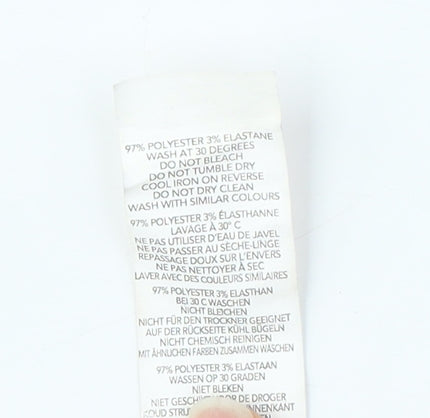 97% POLYESTER 3% ELASTANE
WASH AT 30 DEGREES
DO NOT BLEACH
DO NOT TUMBLE DRY
COOL IRON ON REVERSE
DO NOT DRY CLEAN
WASH WITH SIMILAR COLOURS
97% POLYESTER 3% ÉLASTHANNE
LAVAGE À 30° C
NE PAS UTILISER D'EAU DE JAVEL
NE PAS PASSER AU SÈCHE-LINGE
REPASSAGE DOUX SUR L'ENVERS
NE PAS NETTOYER À SEC
LAVER AVEC DES COULEURS SIMILAIRES
97% POLYESTER 3% ELASTHAN
BEI 30 C WASCHEN
NICHT BLEICHEN
NICHT FÜR DEN TROCKNER GEEIGNET
AUF DER RÜCKSEITE KÜHL BÜGELN
NICHT CHEMISCH REINIGEN
MIT ÄHNLICHEN FARBEN ZUSAMMEN WASCHEN
97% POLYESTER 3% ELASTAAN
WASSEN OP 30 GRADEN
NIET BLEKEN
NIET DE DROGER